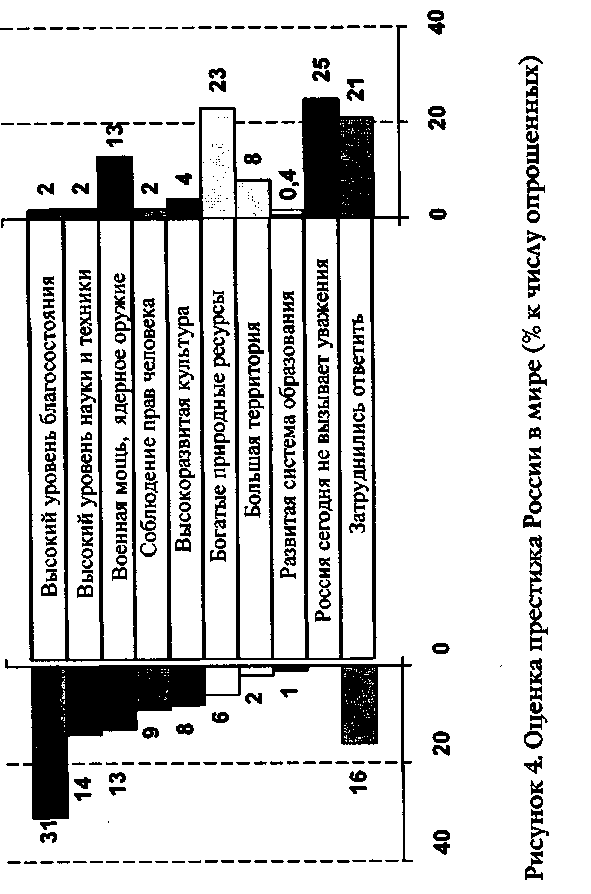 31 Высокий уровень благосостояния 2
14 Высокий уровень науки и техники 2
13 Военная мощь, ядерное оружие 13
9 Соблюдение прав человека 2
8 Высокоразвитая культура 4
6 Богатые природные ресурсы 23
2 Большая территория 8
1 Развитая система образования 0,4
Россия сегодня не вызывает уважения 25
16 Затруднились ответить 21
40 20 0 0 20 40
Рисунок 4. Оценка престижа России в мире (% к числу опрошенных)